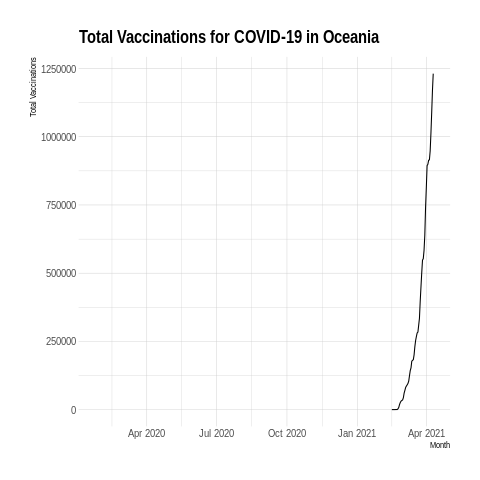 Total Vaccinations for COVID-19 in Oceania
Total Vaccinations
1250000
1000000
750000
500000
250000
0
Apr 2020 Jul 2020 Oct 2020 Jan 2021 Apr 2021
Month